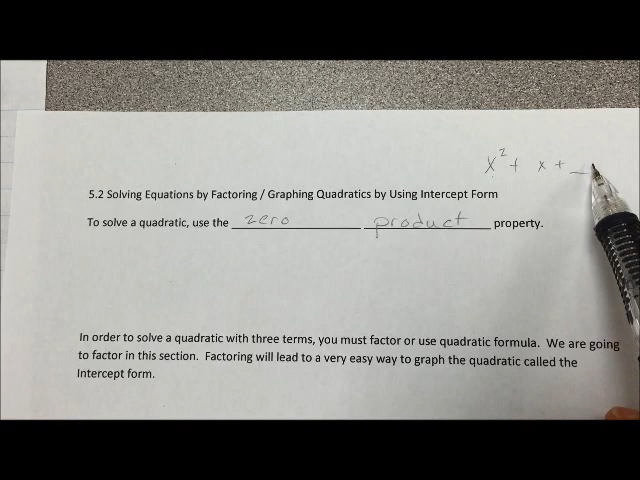 x² + x + _
5.2 Solving Equations by Factoring / Graphing Quadratics by Using Intercept Form
To solve a quadratic, use the zero product property.
In order to solve a quadratic with three terms, you must factor or use quadratic formula. We are going
to factor in this section. Factoring will lead to a very easy way to graph the quadratic called the
Intercept form.